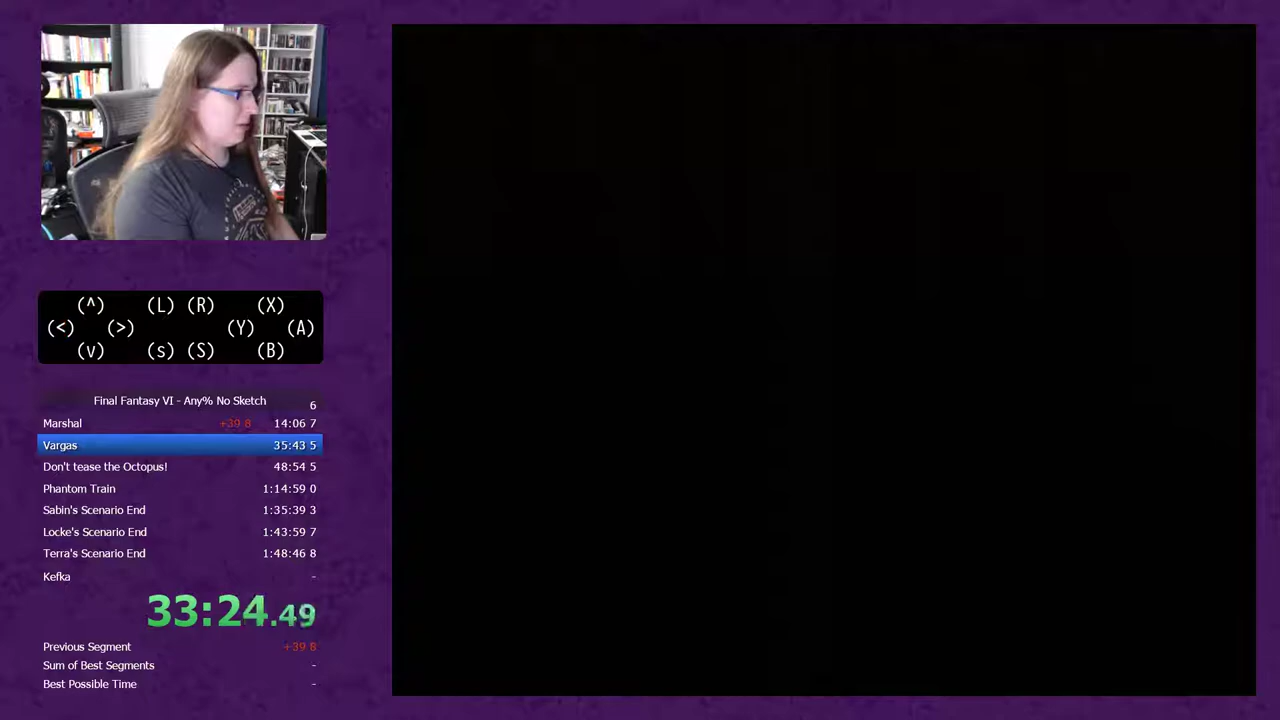 (^) (L) (R) (X)
(<) (>) (Y) (A)
(v) (s) (S) (B)
Final Fantasy VI - Any% No Sketch 6
Marshal +39 8 14:06 7
Vargas 35:43 5
Don't tease the Octopus! 48:54 5
Phantom Train 1:14:59 0
Sabin's Scenario End 1:35:39 3
Locke's Scenario End 1:43:59 7
Terra's Scenario End 1:48:46 8
Kefka -
33:24.49
Previous Segment +39 8
Sum of Best Segments -
Best Possible Time -